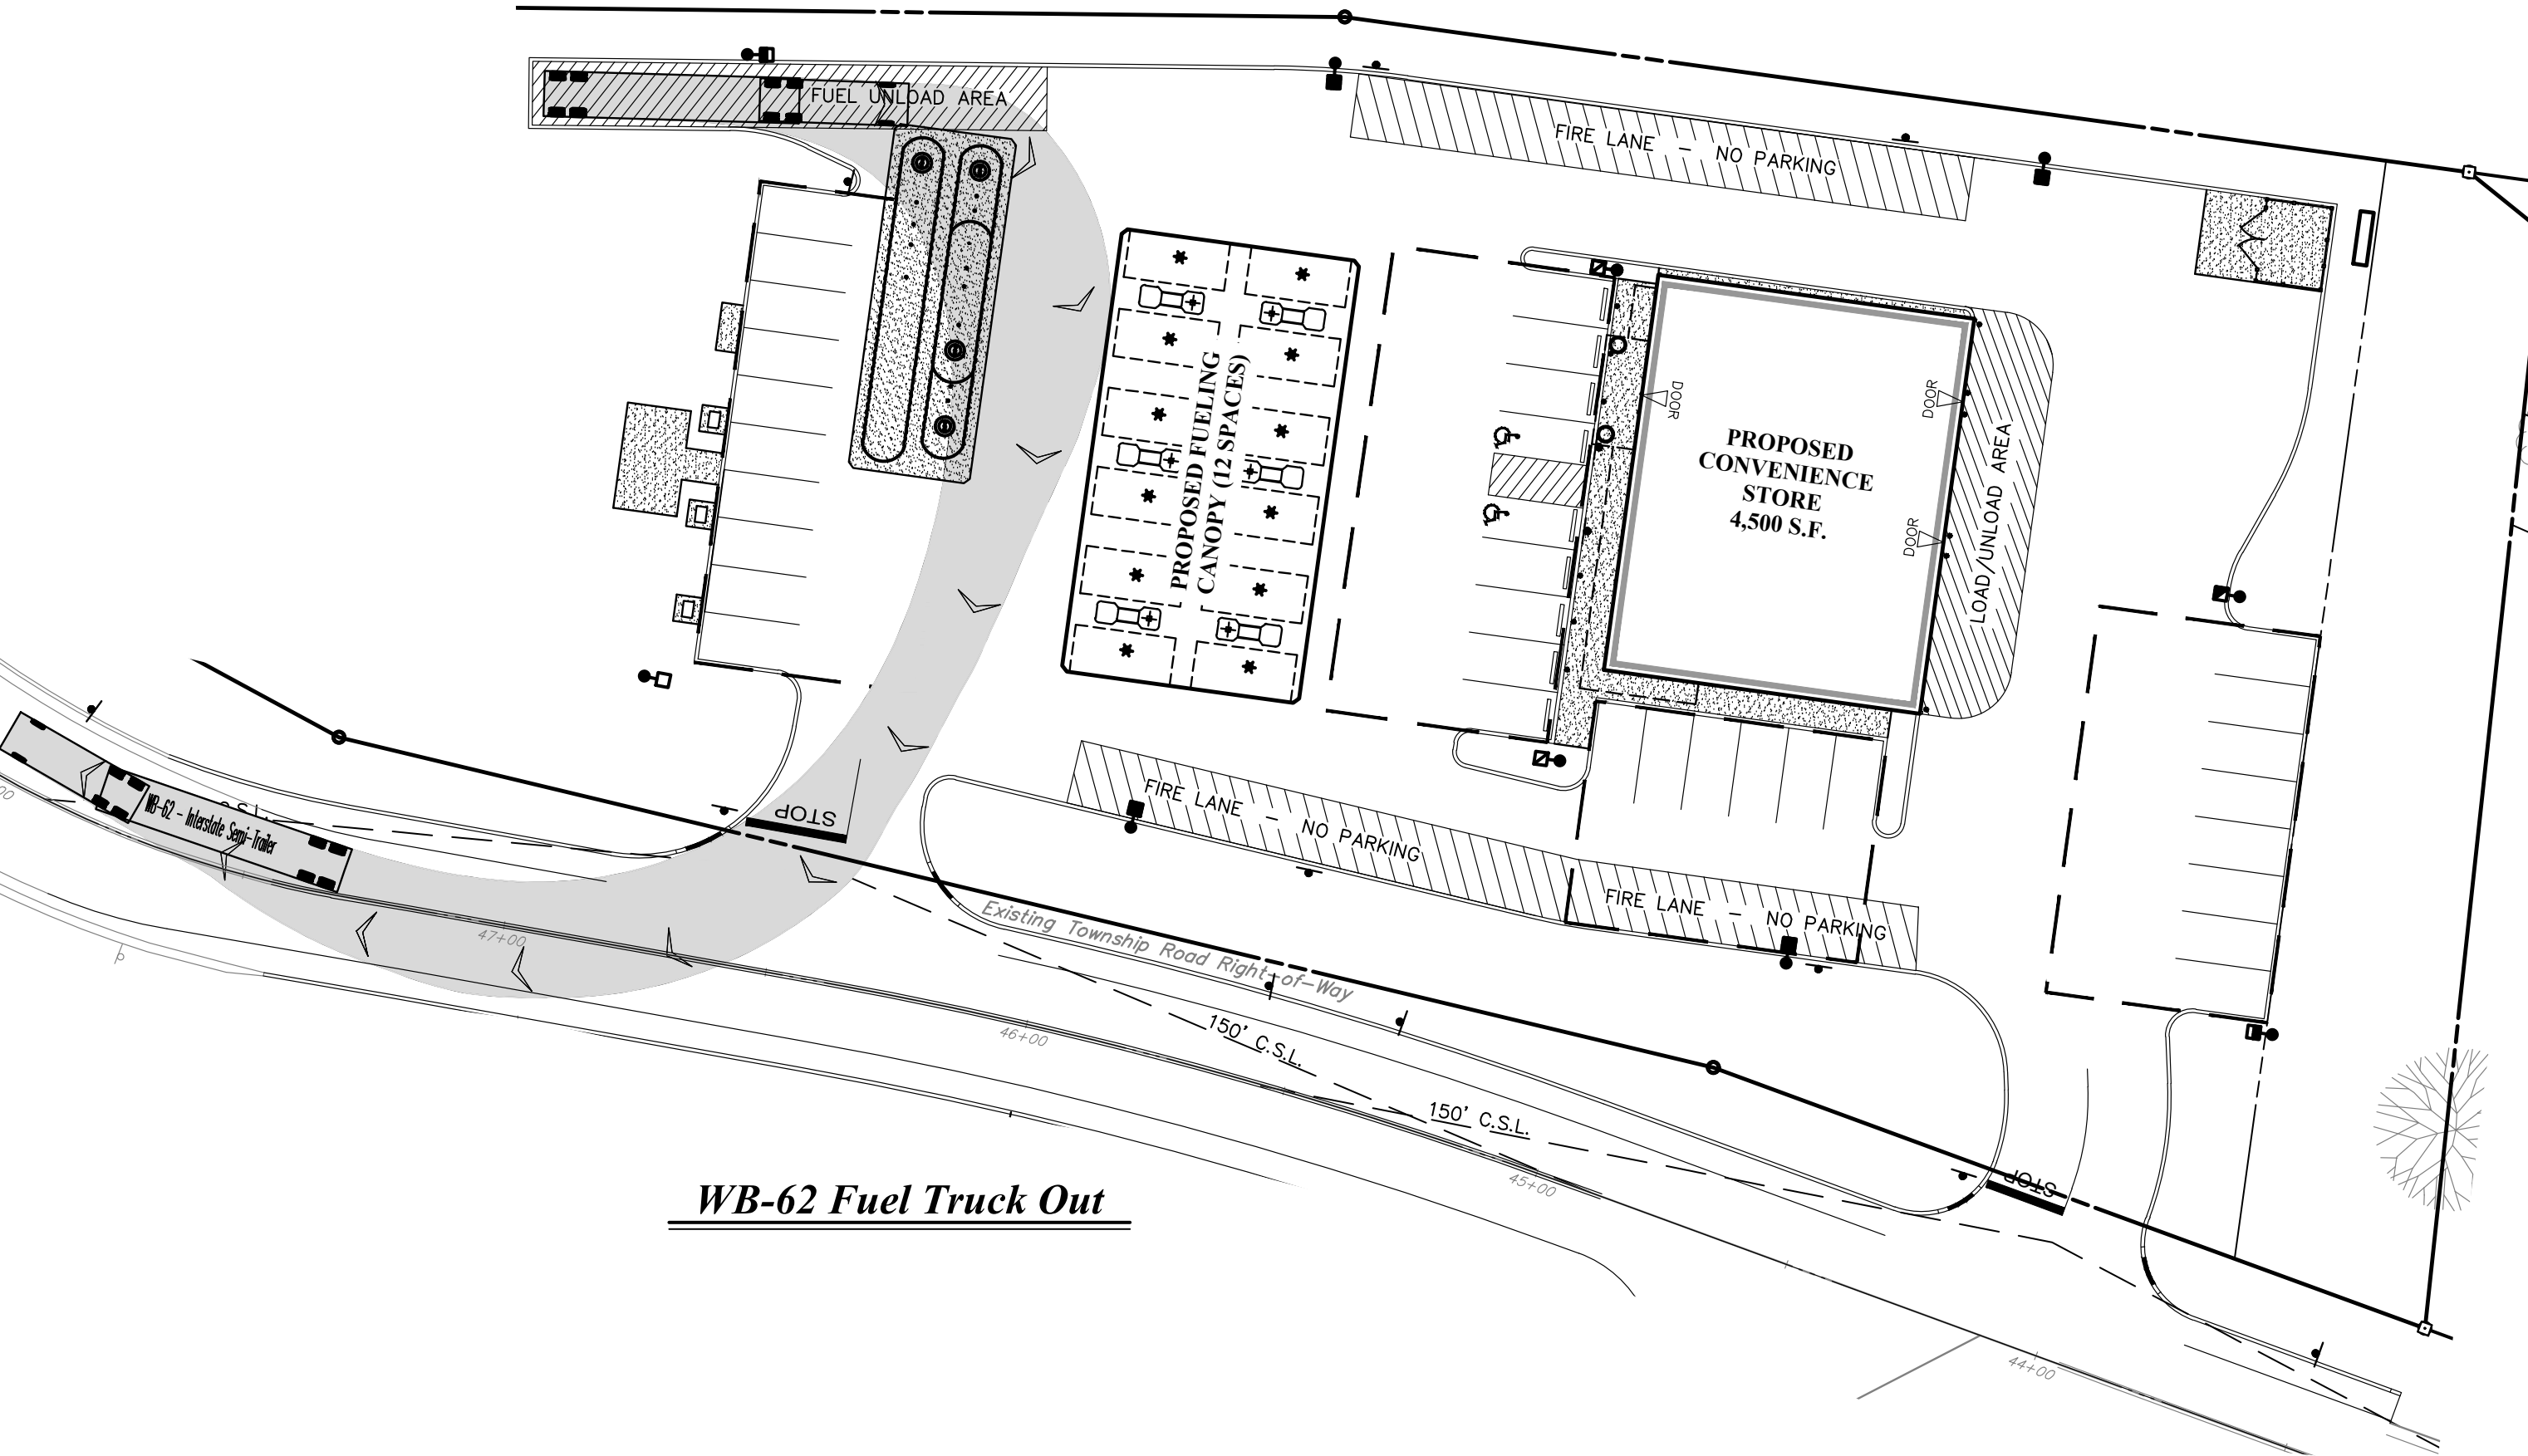 FUEL UNLOAD AREA
FIRE LANE - NO PARKING
PROPOSED FUELING
CANOPY (12 SPACES)
DOOR
DOOR
DOOR
PROPOSED
CONVENIENCE
STORE
4,500 S.F.
LOAD/UNLOAD AREA
WB-62 - Interstate Semi-Trailer
STOP
FIRE LANE - NO PARKING
FIRE LANE - NO PARKING
Existing Township Road Right-of-Way
47+00
46+00
150' C.S.L.
150' C.S.L.
45+00
STOP
44+00
WB-62 Fuel Truck Out